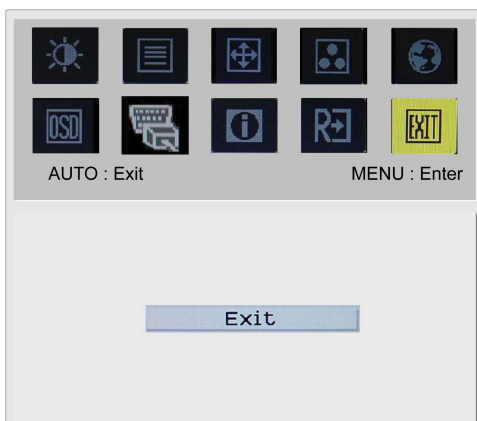 OSD
i
R
EXIT
AUTO : Exit
MENU : Enter
Exit